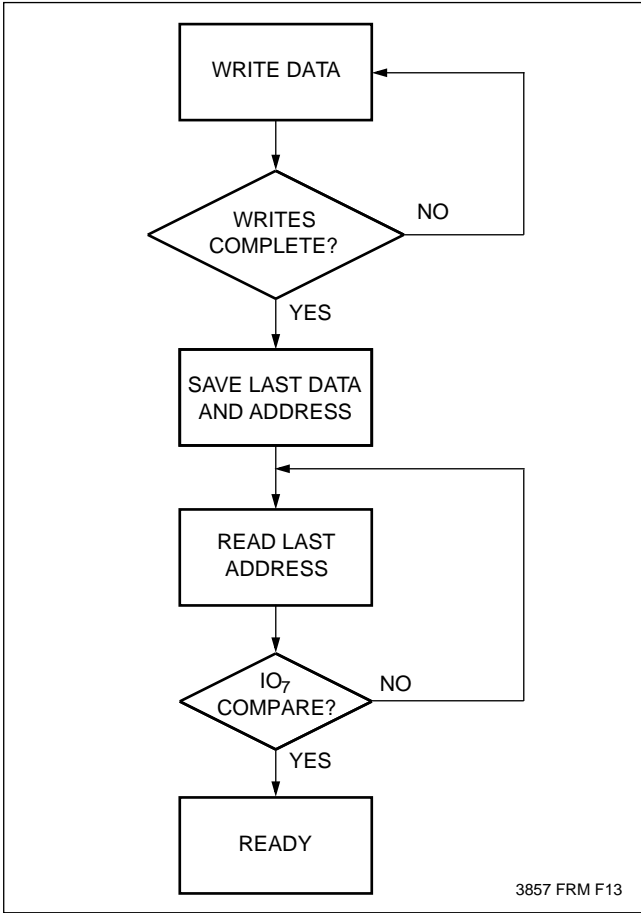 WRITE DATA
NO
WRITES
COMPLETE?
YES
SAVE LAST DATA
AND ADDRESS
READ LAST
ADDRESS
NO
IO7
COMPARE?
YES
READY
3857 FRM F13